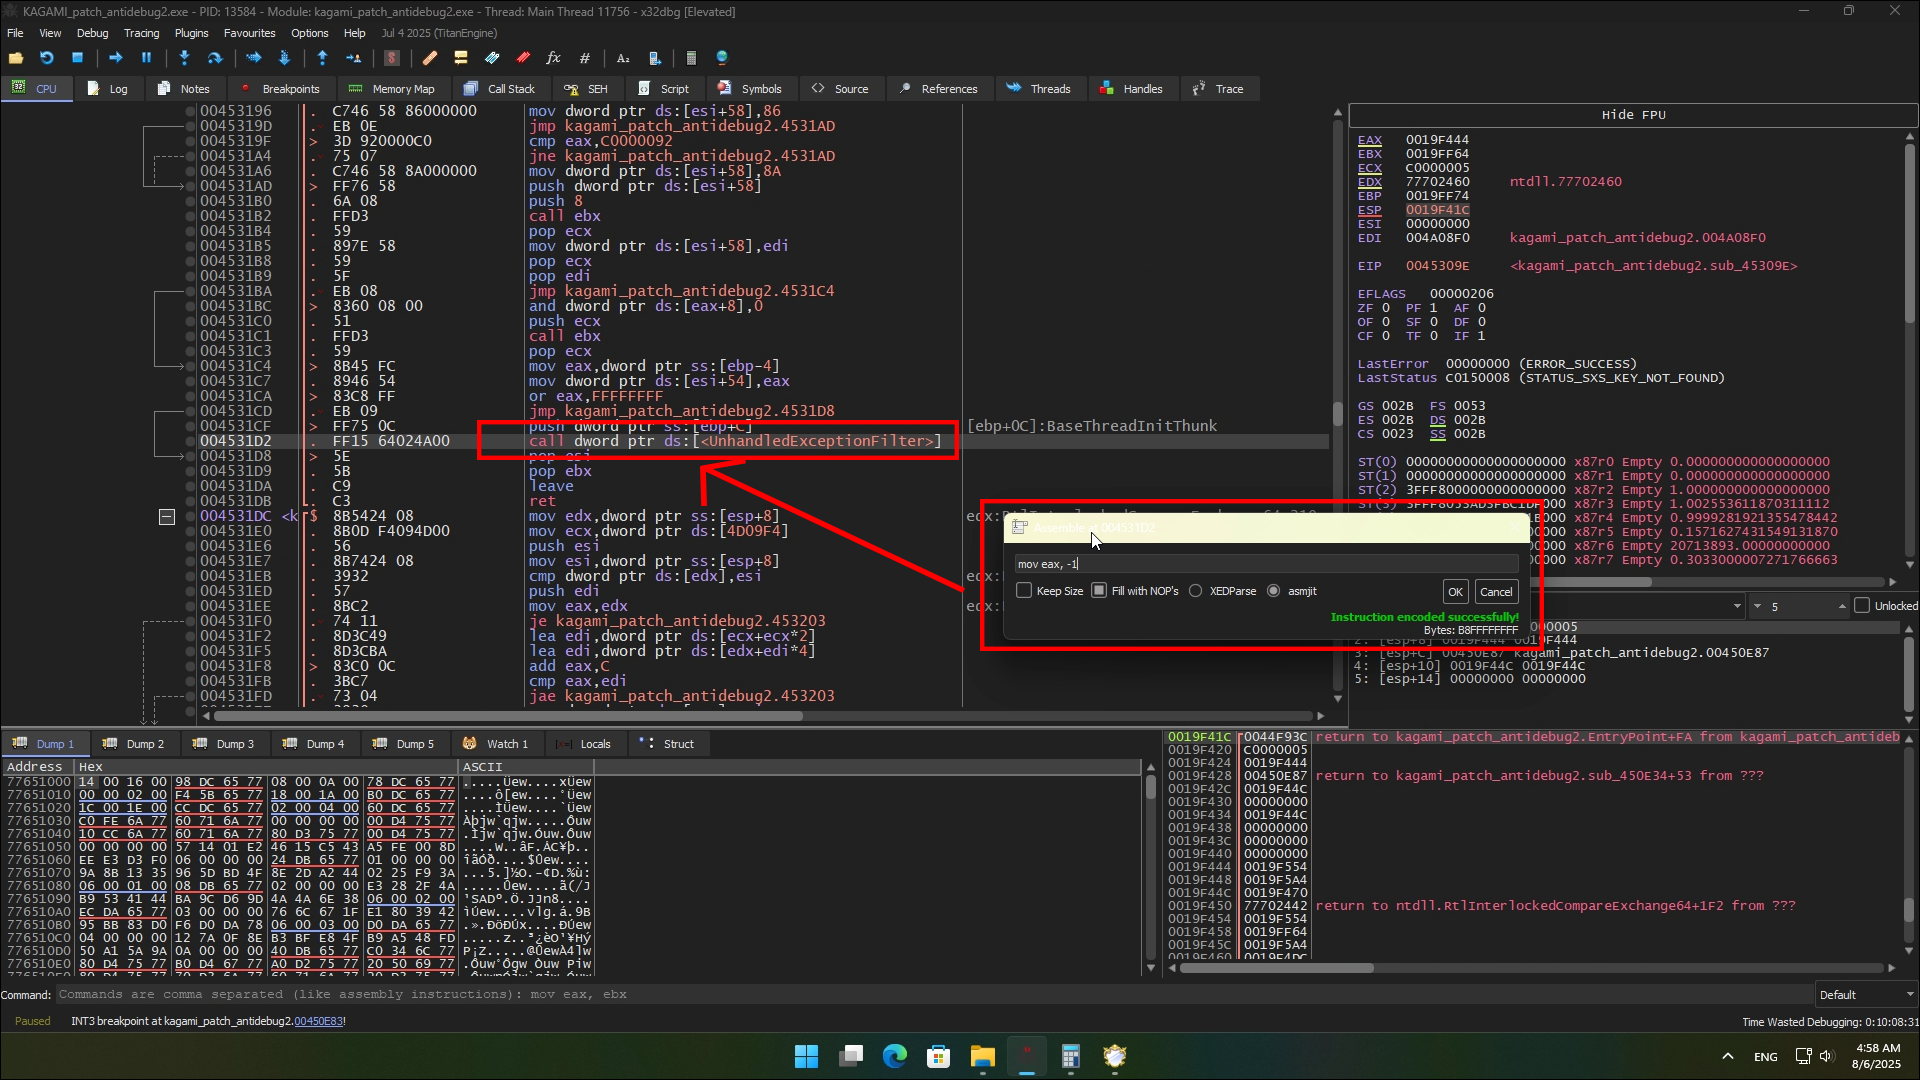 KAGAMI_patch_antidebug2.exe - PID: 13584 - Module: kagami_patch_antidebug2.exe - Thread: Main Thread 11756 - x32dbg [Elevated]
File View Debug Tracing Plugins Favourites Options Help Jul 4 2025 (TitanEngine)
CPU Log Notes Breakpoints Memory Map Call Stack SEH Script Symbols Source References Threads Handles Trace
00453196 . C746 58 86000000 mov dword ptr ds:[esi+58],86
0045319D . EB 0E jmp kagami_patch_antidebug2.4531AD
0045319F > 3D 920000C0 cmp eax,C0000092
004531A4 . 75 07 jne kagami_patch_antidebug2.4531AD
004531A6 . C746 58 8A000000 mov dword ptr ds:[esi+58],8A
004531AD > FF76 58 push dword ptr ds:[esi+58]
004531B0 . 6A 08 push 8
004531B2 . FFD3 call ebx
004531B4 . 59 pop ecx
004531B5 . 897E 58 mov dword ptr ds:[esi+58],edi
004531B8 . 59 pop ecx
004531B9 . 5F pop edi
004531BA . EB 08 jmp kagami_patch_antidebug2.4531C4
004531BC > 8360 08 00 and dword ptr ds:[eax+8],0
004531C0 . 51 push ecx
004531C1 . FFD3 call ebx
004531C3 . 59 pop ecx
004531C4 > 8B45 FC mov eax,dword ptr ss:[ebp-4]
004531C7 . 8946 54 mov dword ptr ds:[esi+54],eax
004531CA > 83C8 FF or eax,FFFFFFFF
004531CD . EB 09 jmp kagami_patch_antidebug2.4531D8
004531CF > FF75 0C push dword ptr ss:[ebp+C] [ebp+0C]:BaseThreadInitThunk
004531D2 . FF15 64024A00 call dword ptr ds:[<UnhandledExceptionFilter>]
004531D8 > 5E pop esi
004531D9 . 5B pop ebx
004531DA . C9 leave
004531DB . C3 ret
004531DC <k $ 8B5424 08 mov edx,dword ptr ss:[esp+8]
004531E0 . 8B0D F4094D00 mov ecx,dword ptr ds:[4D09F4]
004531E6 . 56 push esi
004531E7 . 8B7424 08 mov esi,dword ptr ss:[esp+8]
004531EB . 3932 cmp dword ptr ds:[edx],esi
004531ED . 57 push edi
004531EE . 8BC2 mov eax,edx
004531F0 . 74 11 je kagami_patch_antidebug2.453203
004531F2 . 8D3C49 lea edi,dword ptr ds:[ecx+ecx*2]
004531F5 . 8D3CBA lea edi,dword ptr ds:[edx+edi*4]
004531F8 > 83C0 0C add eax,C
004531FB . 3BC7 cmp eax,edi
004531FD . 73 04 jae kagami_patch_antidebug2.453203
mov eax, -1
Keep Size Fill with NOP's XEDParse asmjit OK Cancel
Instruction encoded successfully!
Bytes: B8FFFFFFFF
Hide FPU
EAX 0019F444
EBX 0019FF64
ECX C0000005
EDX 77702460 ntdll.77702460
EBP 0019FF74
ESP 0019F41C
ESI 00000000
EDI 004A08F0 kagami_patch_antidebug2.004A08F0
EIP 0045309E <kagami_patch_antidebug2.sub_45309E>
EFLAGS 00000206
ZF 0 PF 1 AF 0
OF 0 SF 0 DF 0
CF 0 TF 0 IF 1
LastError 00000000 (ERROR_SUCCESS)
LastStatus C0150008 (STATUS_SXS_KEY_NOT_FOUND)
GS 002B FS 0053
ES 002B DS 002B
CS 0023 SS 002B
ST(0) 00000000000000000000 x87r0 Empty 0.000000000000000000
ST(1) 00000000000000000000 x87r1 Empty 0.000000000000000000
ST(2) 3FFF8000000000000000 x87r2 Empty 1.000000000000000000
x87r3 Empty 1.002553611870311112
x87r4 Empty 0.999928192135547844
x87r5 Empty 0.157162743154913187
x87r6 Empty 20713893.00000000000
x87r7 Empty 0.303300000727176666
5 Unlocked
3: [esp+C] 00450E87 kagami_patch_antidebug2.00450E87
4: [esp+10] 0019F44C 0019F44C
5: [esp+14] 00000000 00000000
Dump 1 Dump 2 Dump 3 Dump 4 Dump 5 Watch 1 Locals Struct
Address Hex ASCII
77651000 14 00 16 00 98 DC 65 77 08 00 0A 00 78 DC 65 77
77651010 00 00 02 00 F4 5B 65 77 18 00 1A 00 B0 DC 65 77
77651020 1C 00 1E 00 CC DC 65 77 02 00 04 00 60 DC 65 77
77651030 C0 FE 6A 77 60 71 6A 77 00 00 00 00 00 D4 75 77
77651040 10 CC 6A 77 60 71 6A 77 80 D3 75 77 00 D4 75 77
77651050 00 00 00 00 57 14 01 E2 46 15 C5 43 A5 FE 00 8D
77651060 EE E3 D3 F0 06 00 00 00 24 DB 65 77 01 00 00 00
77651070 9A 8B 13 35 96 5D BD 4F 8E 2D A2 44 02 25 F9 3A
77651080 06 00 01 00 08 DB 65 77 02 00 00 00 E3 28 2F 4A
77651090 B9 53 41 44 BA 9C D6 9D 4A 4A 6E 38 06 00 02 00
776510A0 EC DA 65 77 03 00 00 00 76 6C 67 1F E1 80 39 42
776510B0 95 BB 83 D0 F6 D0 DA 78 06 00 03 00 D0 DA 65 77
776510C0 04 00 00 00 12 7A 0F 8E B3 BF E8 4F B9 A5 48 FD
776510D0 50 A1 5A 9A 0A 00 00 00 40 DB 65 77 C0 34 6C 77
776510E0 80 D4 75 77 B0 D4 67 77 A0 D2 75 77 20 50 69 77
0019F41C 0044F93C return to kagami_patch_antidebug2.EntryPoint+FA from kagami_patch_antideb
0019F420 C0000005
0019F424 0019F444
0019F428 00450E87 return to kagami_patch_antidebug2.sub_450E34+53 from ???
0019F42C 0019F44C
0019F430 00000000
0019F434 0019F44C
0019F438 00000000
0019F43C 00000000
0019F440 00000000
0019F444 0019F554
0019F448 0019F5A4
0019F44C 0019F470
0019F450 77702442 return to ntdll.RtlInterlockedCompareExchange64+1F2 from ???
0019F454 0019F554
0019F458 0019FF64
0019F45C 0019F5A4
0019F460 0019F4DC
Command: Commands are comma separated (like assembly instructions): mov eax, ebx Default
Paused INT3 breakpoint at kagami_patch_antidebug2.00450E83! Time Wasted Debugging: 0:10:08:31
ENG 4:58 AM
8/6/2025